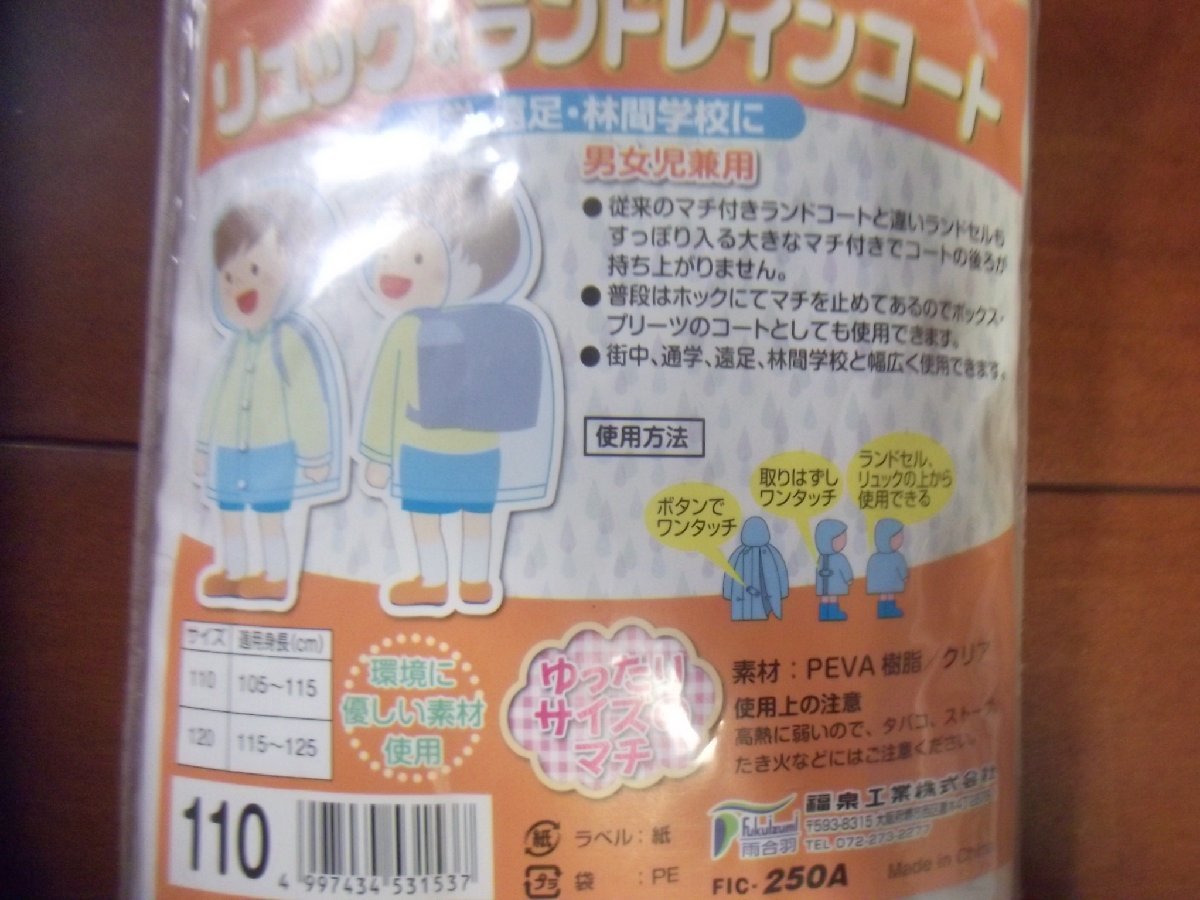 リュック&ランドレインコート
遠足・林間学校に
男女児兼用
●従来のマチ付きランドコートと違いランドセルも
すっぽり入る大きなマチ付きでコートの後ろが
持ち上がりません。
●普段はホックにてマチを止めてあるのでボックス・
プリーツのコートとしても使用できます。
●街中、通学、遠足、林間学校と幅広く使用できます。
使用方法
ボタンで
ワンタッチ
取りはずし
ワンタッチ
ランドセル、
リュックの上から
使用できる
サイズ 適用身長(cm)
110 105~115
120 115~125
環境に
優しい素材
使用
ゆったり
サイズ
マチ
素材:PEVA樹脂/クリア
使用上の注意
高熱に弱いので、タバコ、ストーブ、
たき火などにはご注意ください。
110
4 997434 531537
紙 ラベル:紙
プラ 袋 :PE
Fukuizumi
雨合羽
福泉工業株式会社
〒593-8315
TEL 072-273-2277
FIC-250A
Made in China